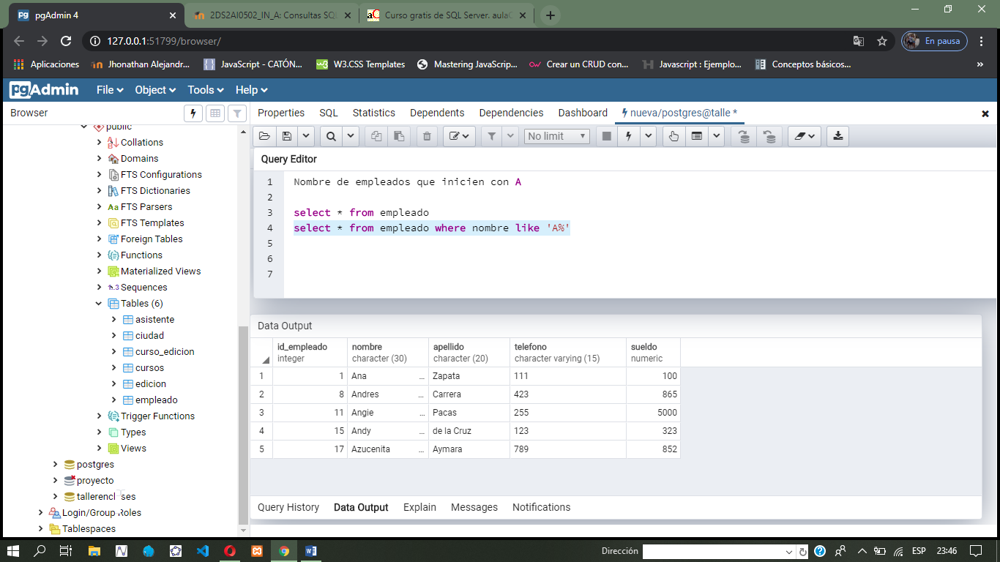 pgAdmin 4
2DS2AI0502_IN_A: Consultas SQL
Curso gratis de SQL Server. aula
127.0.0.1:51799/browser/
En pausa
Aplicaciones
Jhonathan Alejandr...
JavaScript - CATÓN...
W3.CSS Templates
Mastering JavaScrip...
Crear un CRUD con...
Javascript : Ejemplo...
Conceptos básicos...
pgAdmin File Object Tools Help
Browser
Properties SQL Statistics Dependents Dependencies Dashboard nueva/postgres@talle *
No limit
public
Collations
Domains
FTS Configurations
FTS Dictionaries
FTS Parsers
FTS Templates
Foreign Tables
Functions
Materialized Views
Sequences
Tables (6)
asistente
ciudad
curso_edicion
cursos
edicion
empleado
Trigger Functions
Types
Views
postgres
proyecto
Login/Group Roles
Tablespaces
Query Editor
1 Nombre de empleados que inicien con A
2
3 select * from empleado
4 select * from empleado where nombre like 'A%'
5
6
7
Data Output
id_empleado nombre apellido telefono sueldo
integer character (30) character (20) character varying (15) numeric
1 1 Ana ... Zapata 111 100
2 8 Andres ... Carrera 423 865
3 11 Angie ... Pacas 255 5000
4 15 Andy ... de la Cruz 123 323
5 17 Azucenita ... Aymara 789 852
Query History Data Output Explain Messages Notifications
Dirección
ESP 23:46